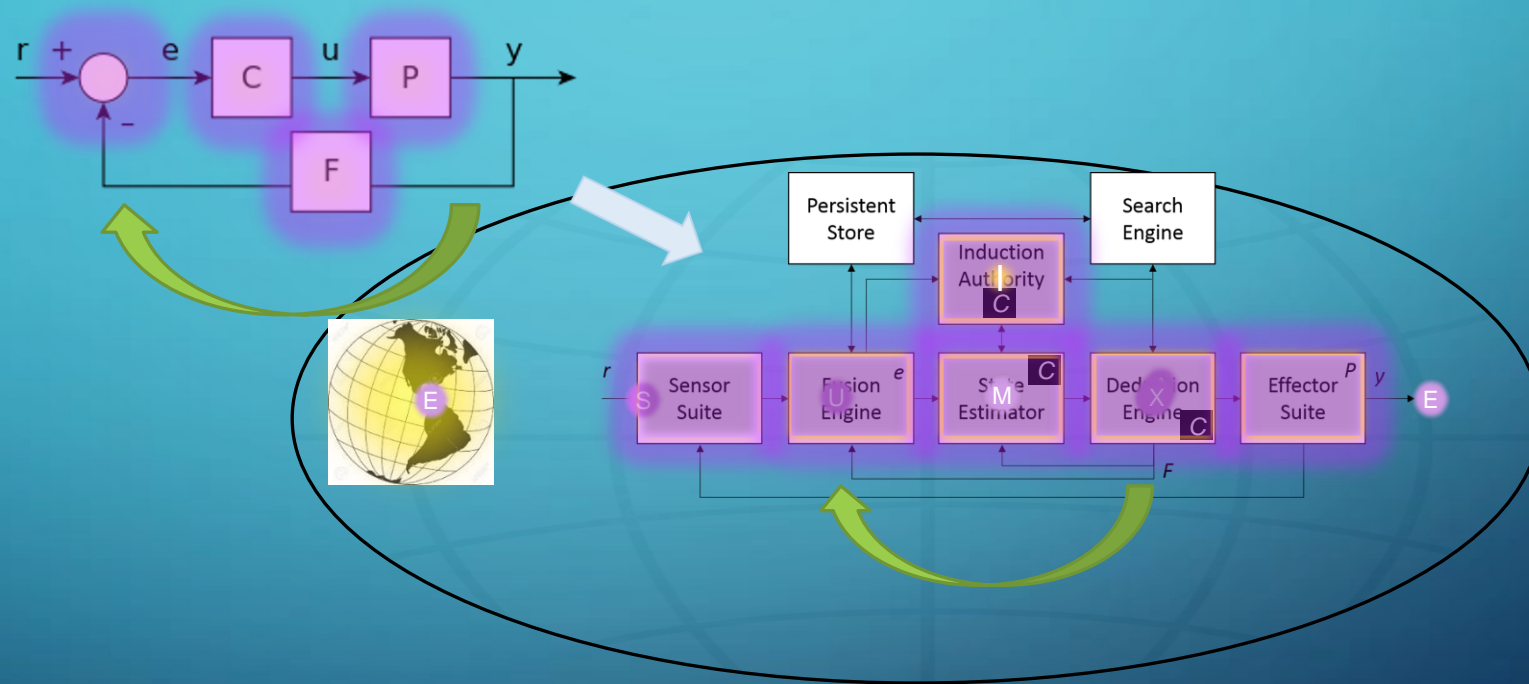 r + e C u P y
−
F
Persistent
Store
Search
Engine
Induction
Authority
I
C
r
S
Sensor
Suite
U
Fusion
Engine
e
M
State
Estimator
C
X
Deduction
Engine
C
Effector
Suite
P
y
E
E
F